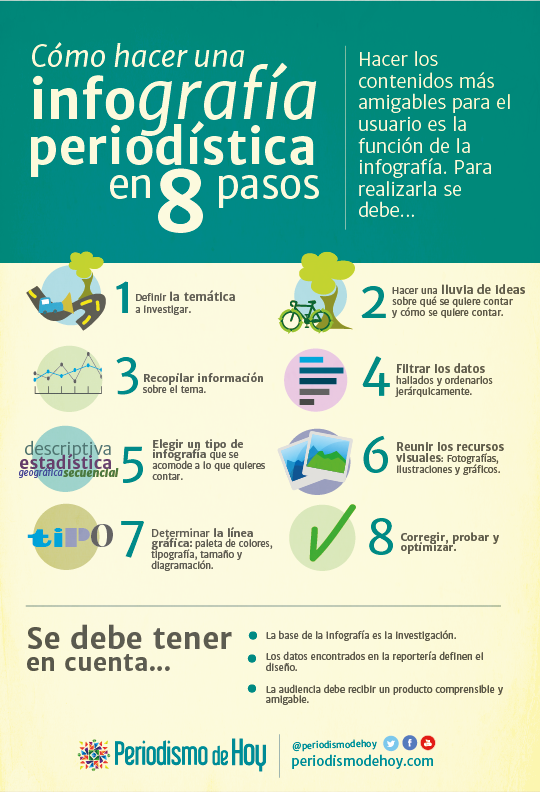 Cómo hacer una
infografía
periodística
en 8 pasos
Hacer los
contenidos más
amigables para el
usuario es la
función de la
infografía. Para
realizarla se
debe...
1 Definir la temática
a investigar.
2 Hacer una lluvia de ideas
sobre qué se quiere contar
y cómo se quiere contar.
3 Recopilar información
sobre el tema.
4 Filtrar los datos
hallados y ordenarlos
jerárquicamente.
descriptiva
estadística
geográfica secuencial
5 Elegir un tipo de
infografía que se
acomode a lo que quieres
contar.
6 Reunir los recursos
visuales: Fotografías,
ilustraciones y gráficos.
tiPO
7 Determinar la línea
gráfica: paleta de colores,
tipografía, tamaño y
diagramación.
8 Corregir, probar y
optimizar.
Se debe tener
en cuenta...
La base de la infografía es la investigación.
Los datos encontrados en la reportería definen el
diseño.
La audiencia debe recibir un producto comprensible y
amigable.
Periodismo de Hoy
@periodismodehoy
periodismodehoy.com